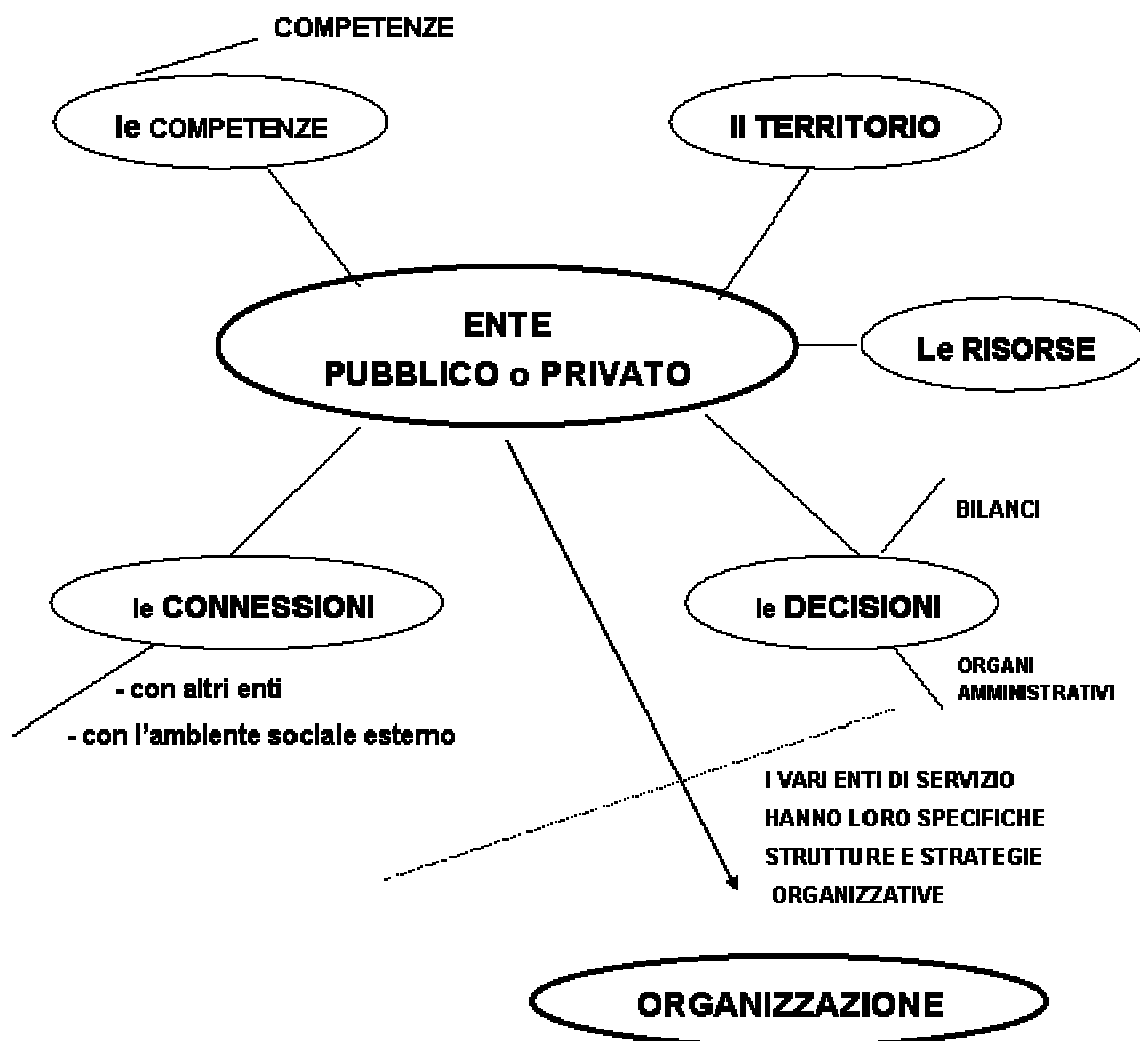 COMPETENZE
le COMPETENZE
Il TERRITORIO
ENTE
PUBBLICO o PRIVATO
Le RISORSE
BILANCI
le CONNESSIONI
le DECISIONI
ORGANI
AMMINISTRATIVI
- con altri enti
- con l'ambiente sociale esterno
I VARI ENTI DI SERVIZIO
HANNO LORO SPECIFICHE
STRUTTURE E STRATEGIE
ORGANIZZATIVE
ORGANIZZAZIONE